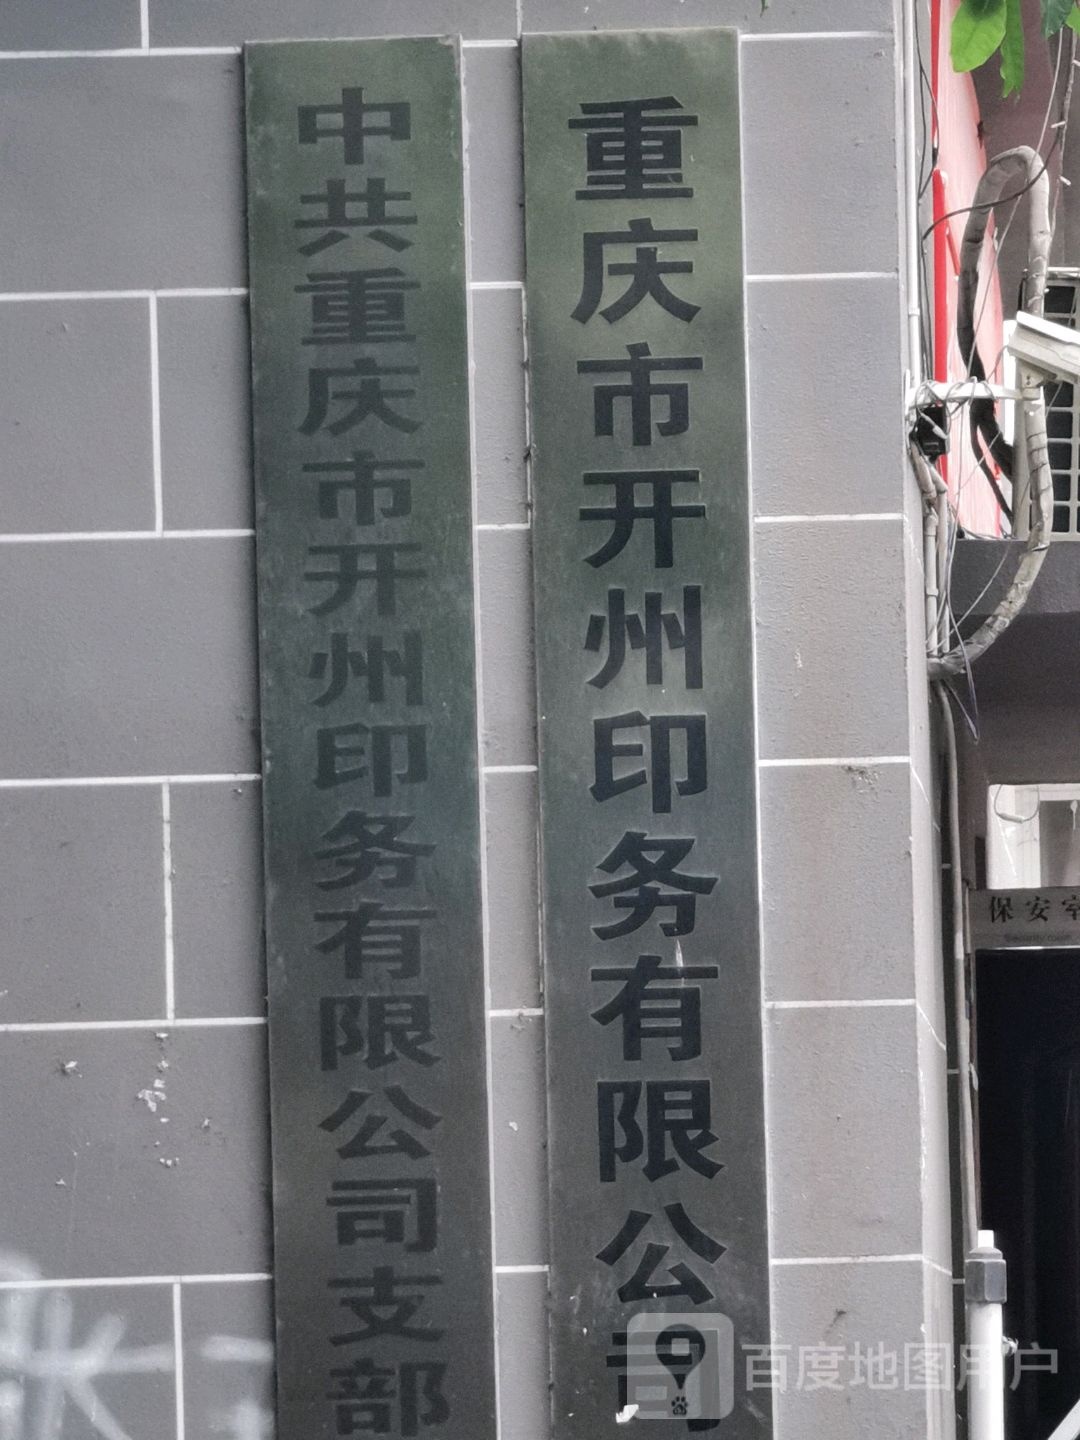 中共重庆市开州印务有限公司支部
重庆市开州印务有限公司
保安室
百度地图用户